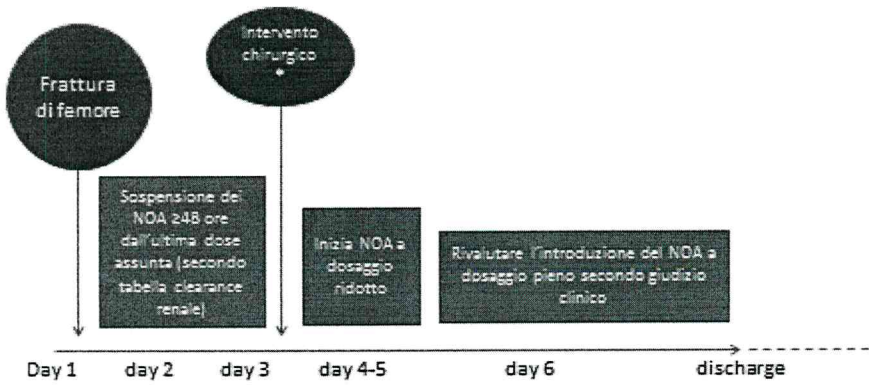 Frattura
di femore
Intervento
chirurgico
*
Sospensione dei
NOA ≥48 ore
dall'ultima dose
assunta (secondo
tabella clearance
renale)
Inizia NOA a
dosaggio
ridotto
Rivalutare l'introduzione del NOA a
dosaggio pieno secondo giudizio
clinico
Day 1 day 2 day 3 day 4-5 day 6 discharge